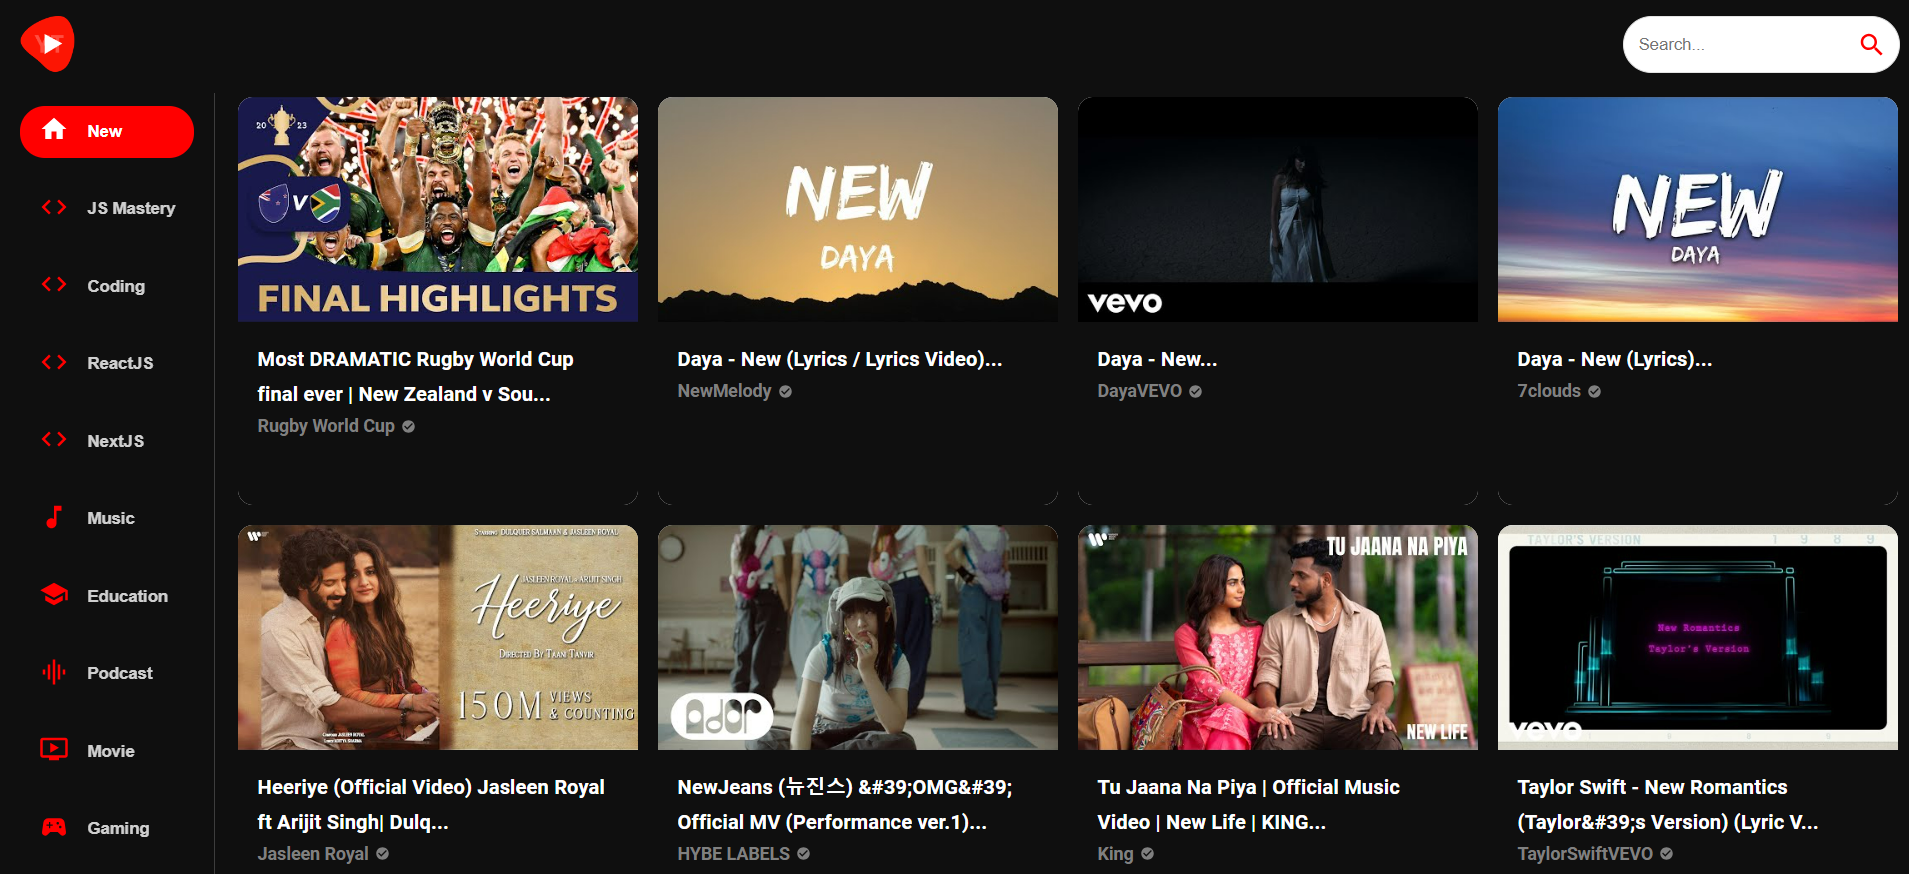 YT
Search...
New
JS Mastery
Coding
ReactJS
NextJS
Music
Education
Podcast
Movie
Gaming
2023
V
FINAL HIGHLIGHTS
Most DRAMATIC Rugby World Cup
final ever | New Zealand v Sou...
Rugby World Cup
NEW
DAYA
Daya - New (Lyrics / Lyrics Video)...
NewMelody
vevo
Daya - New...
DayaVEVO
NEW
DAYA
Daya - New (Lyrics)...
7clouds
STARRING DULQUER SALMAAN & JASLEEN ROYAL
JASLEEN ROYAL & ARIJIT SINGH
Heeriye
DIRECTED BY TAANI TANVIR
150M VIEWS
& COUNTING
Heeriye (Official Video) Jasleen Royal
ft Arijit Singh| Dulq...
Jasleen Royal
ador
NewJeans (뉴진스) &#39;OMG&#39;
Official MV (Performance ver.1)...
HYBE LABELS
TU JAANA NA PIYA
NEW LIFE
Tu Jaana Na Piya | Official Music
Video | New Life | KING...
King
TAYLOR'S VERSION
1 9 8 9
New Romantics
Taylor's Version
vevo
Taylor Swift - New Romantics
(Taylor&#39;s Version) (Lyric V...
TaylorSwiftVEVO